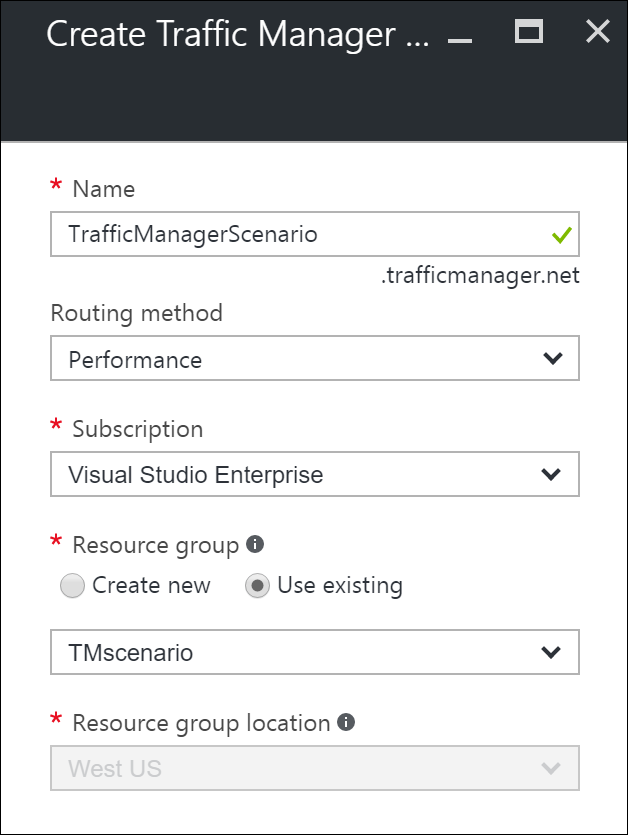 Create Traffic Manager ...
* Name
TrafficManagerScenario
.trafficmanager.net
Routing method
Performance
* Subscription
Visual Studio Enterprise
* Resource group
Create new Use existing
TMscenario
* Resource group location
West US